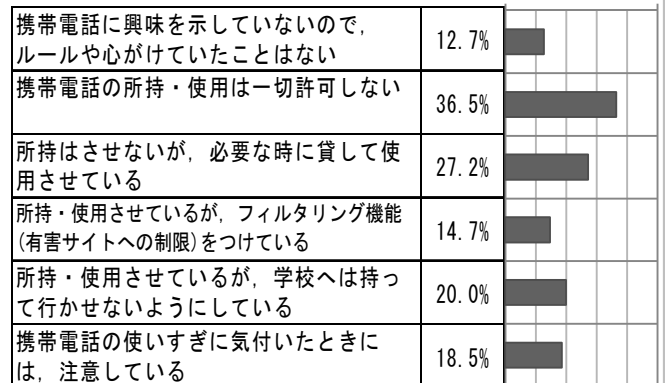 携帯電話に興味を示していないので，
ルールや心がけていたことはない
12.7%
携帯電話の所持・使用は一切許可しない
36.5%
所持はさせないが，必要な時に貸して使
用させている
27.2%
所持・使用させているが，フィルタリング機能
(有害サイトへの制限)をつけている
14.7%
所持・使用させているが，学校へは持っ
て行かせないようにしている
20.0%
携帯電話の使いすぎに気付いたときに
は，注意している
18.5%